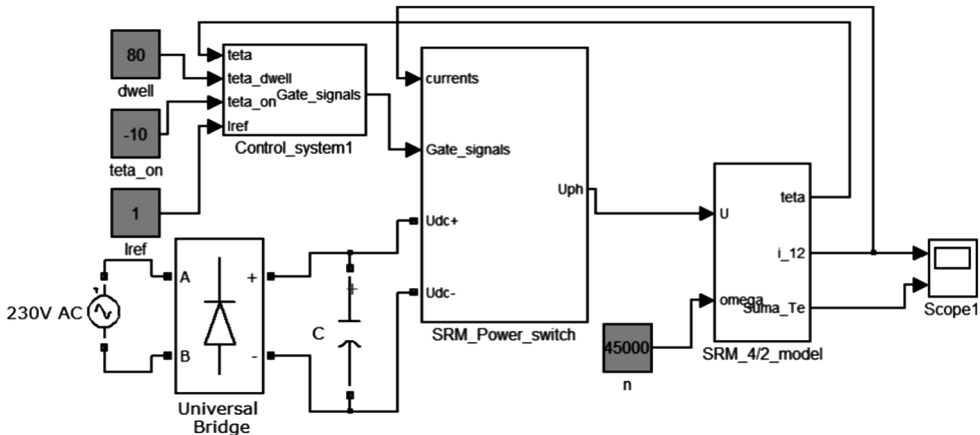 80
dwell
-10
teta_on
1
Iref
teta
teta_dwell
teta_on
Iref
Gate_signals
Control_system1
currents
Gate_signals
Udc+
Udc-
Uph
SRM_Power_switch
230V AC
A
B
+
-
Universal
Bridge
+
C
45000
n
U
omega
teta
i_12
Suma_Te
SRM_4/2_model
Scope1